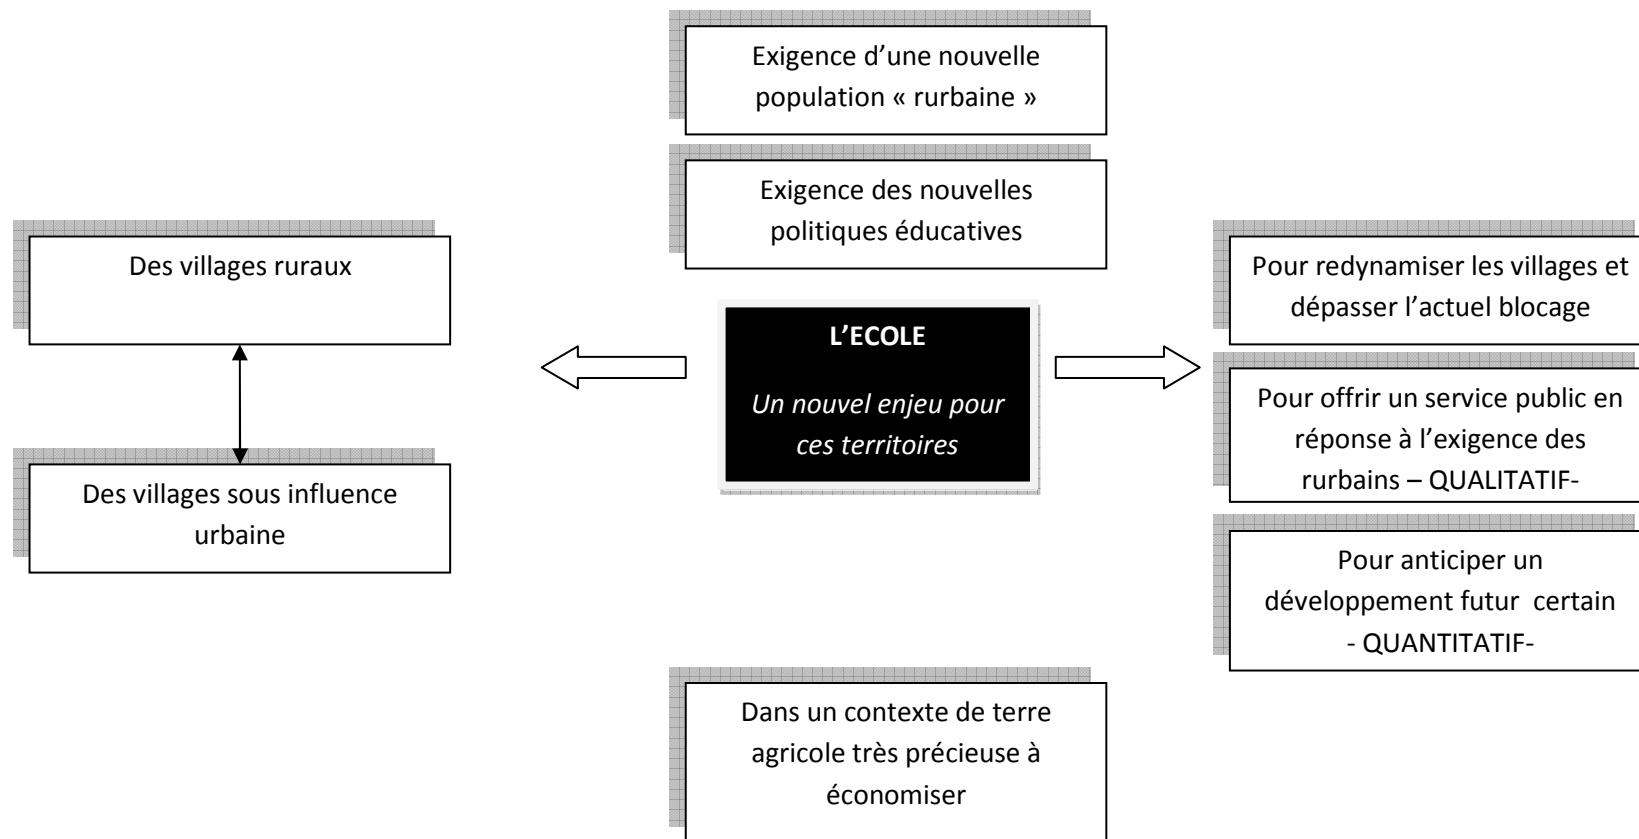 Exigence d’une nouvelle
population « rurbaine »
Exigence des nouvelles
politiques éducatives
Des villages ruraux
Des villages sous influence
urbaine
L’ECOLE
Un nouvel enjeu pour
ces territoires
Pour redynamiser les villages et
dépasser l’actuel blocage
Pour offrir un service public en
réponse à l’exigence des
rurbains – QUALITATIF-
Pour anticiper un
développement futur  certain
- QUANTITATIF-
Dans un contexte de terre
agricole très précieuse à
économiser